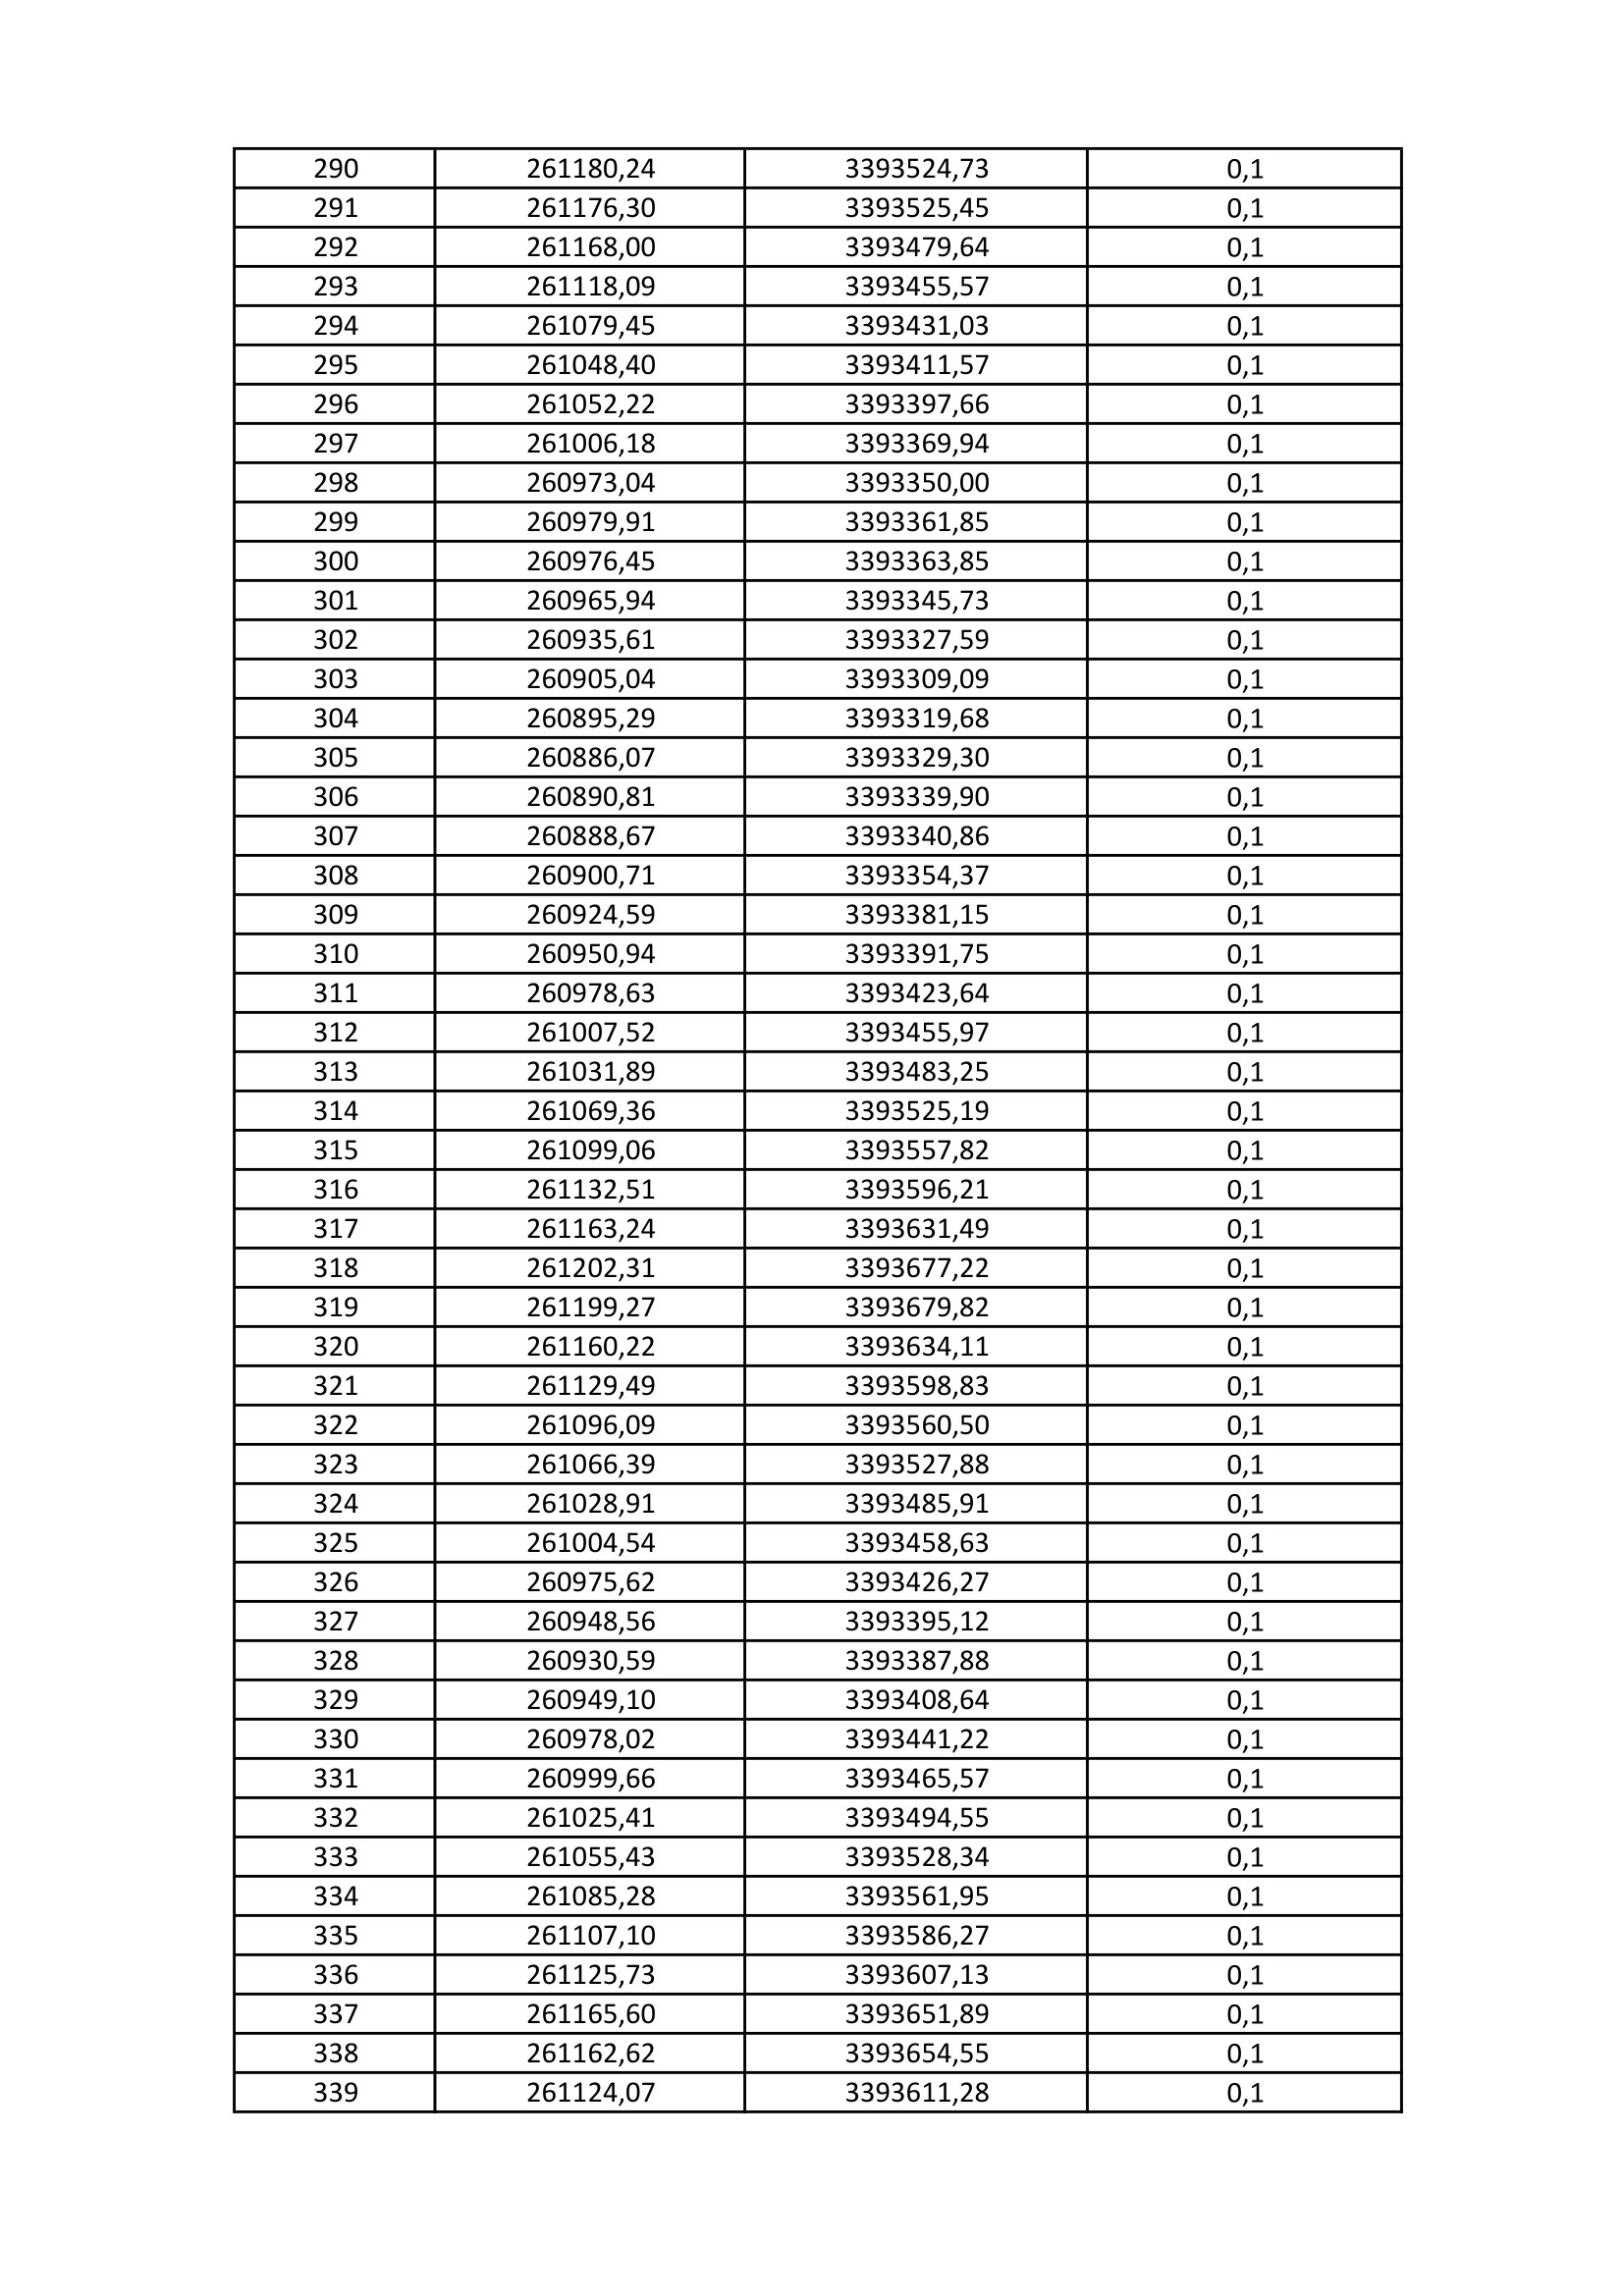 290 261180,24 3393524,73 0,1
291 261176,30 3393525,45 0,1
292 261168,00 3393479,64 0,1
293 261118,09 3393455,57 0,1
294 261079,45 3393431,03 0,1
295 261048,40 3393411,57 0,1
296 261052,22 3393397,66 0,1
297 261006,18 3393369,94 0,1
298 260973,04 3393350,00 0,1
299 260979,91 3393361,85 0,1
300 260976,45 3393363,85 0,1
301 260965,94 3393345,73 0,1
302 260935,61 3393327,59 0,1
303 260905,04 3393309,09 0,1
304 260895,29 3393319,68 0,1
305 260886,07 3393329,30 0,1
306 260890,81 3393339,90 0,1
307 260888,67 3393340,86 0,1
308 260900,71 3393354,37 0,1
309 260924,59 3393381,15 0,1
310 260950,94 3393391,75 0,1
311 260978,63 3393423,64 0,1
312 261007,52 3393455,97 0,1
313 261031,89 3393483,25 0,1
314 261069,36 3393525,19 0,1
315 261099,06 3393557,82 0,1
316 261132,51 3393596,21 0,1
317 261163,24 3393631,49 0,1
318 261202,31 3393677,22 0,1
319 261199,27 3393679,82 0,1
320 261160,22 3393634,11 0,1
321 261129,49 3393598,83 0,1
322 261096,09 3393560,50 0,1
323 261066,39 3393527,88 0,1
324 261028,91 3393485,91 0,1
325 261004,54 3393458,63 0,1
326 260975,62 3393426,27 0,1
327 260948,56 3393395,12 0,1
328 260930,59 3393387,88 0,1
329 260949,10 3393408,64 0,1
330 260978,02 3393441,22 0,1
331 260999,66 3393465,57 0,1
332 261025,41 3393494,55 0,1
333 261055,43 3393528,34 0,1
334 261085,28 3393561,95 0,1
335 261107,10 3393586,27 0,1
336 261125,73 3393607,13 0,1
337 261165,60 3393651,89 0,1
338 261162,62 3393654,55 0,1
339 261124,07 3393611,28 0,1